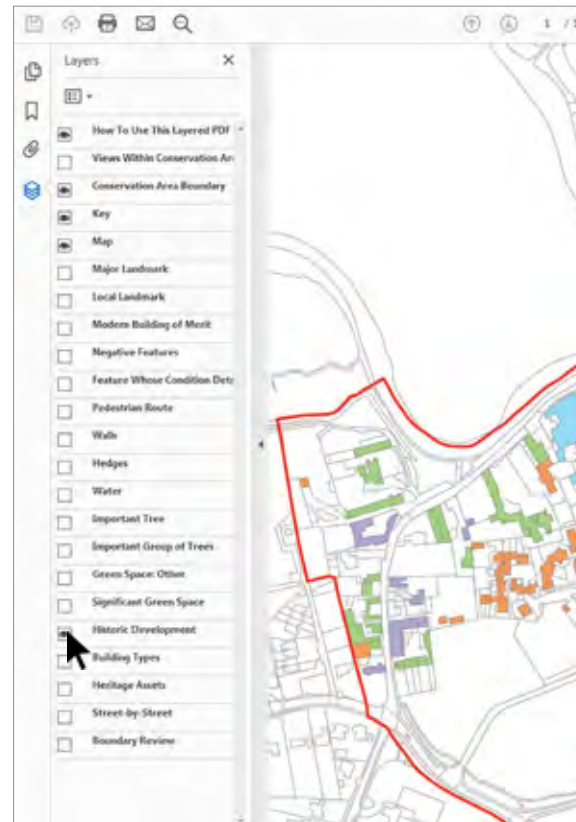 1 / 1
Layers
How To Use This Layered PDF
Views Within Conservation Are
Conservation Area Boundary
Key
Map
Major Landmark
Local Landmark
Modern Building of Merit
Negative Features
Feature Whose Condition Detr
Pedestrian Route
Walls
Hedges
Water
Important Tree
Important Group of Trees
Green Space: Other
Significant Green Space
Historic Development
Building Types
Heritage Assets
Street-by-Street
Boundary Review